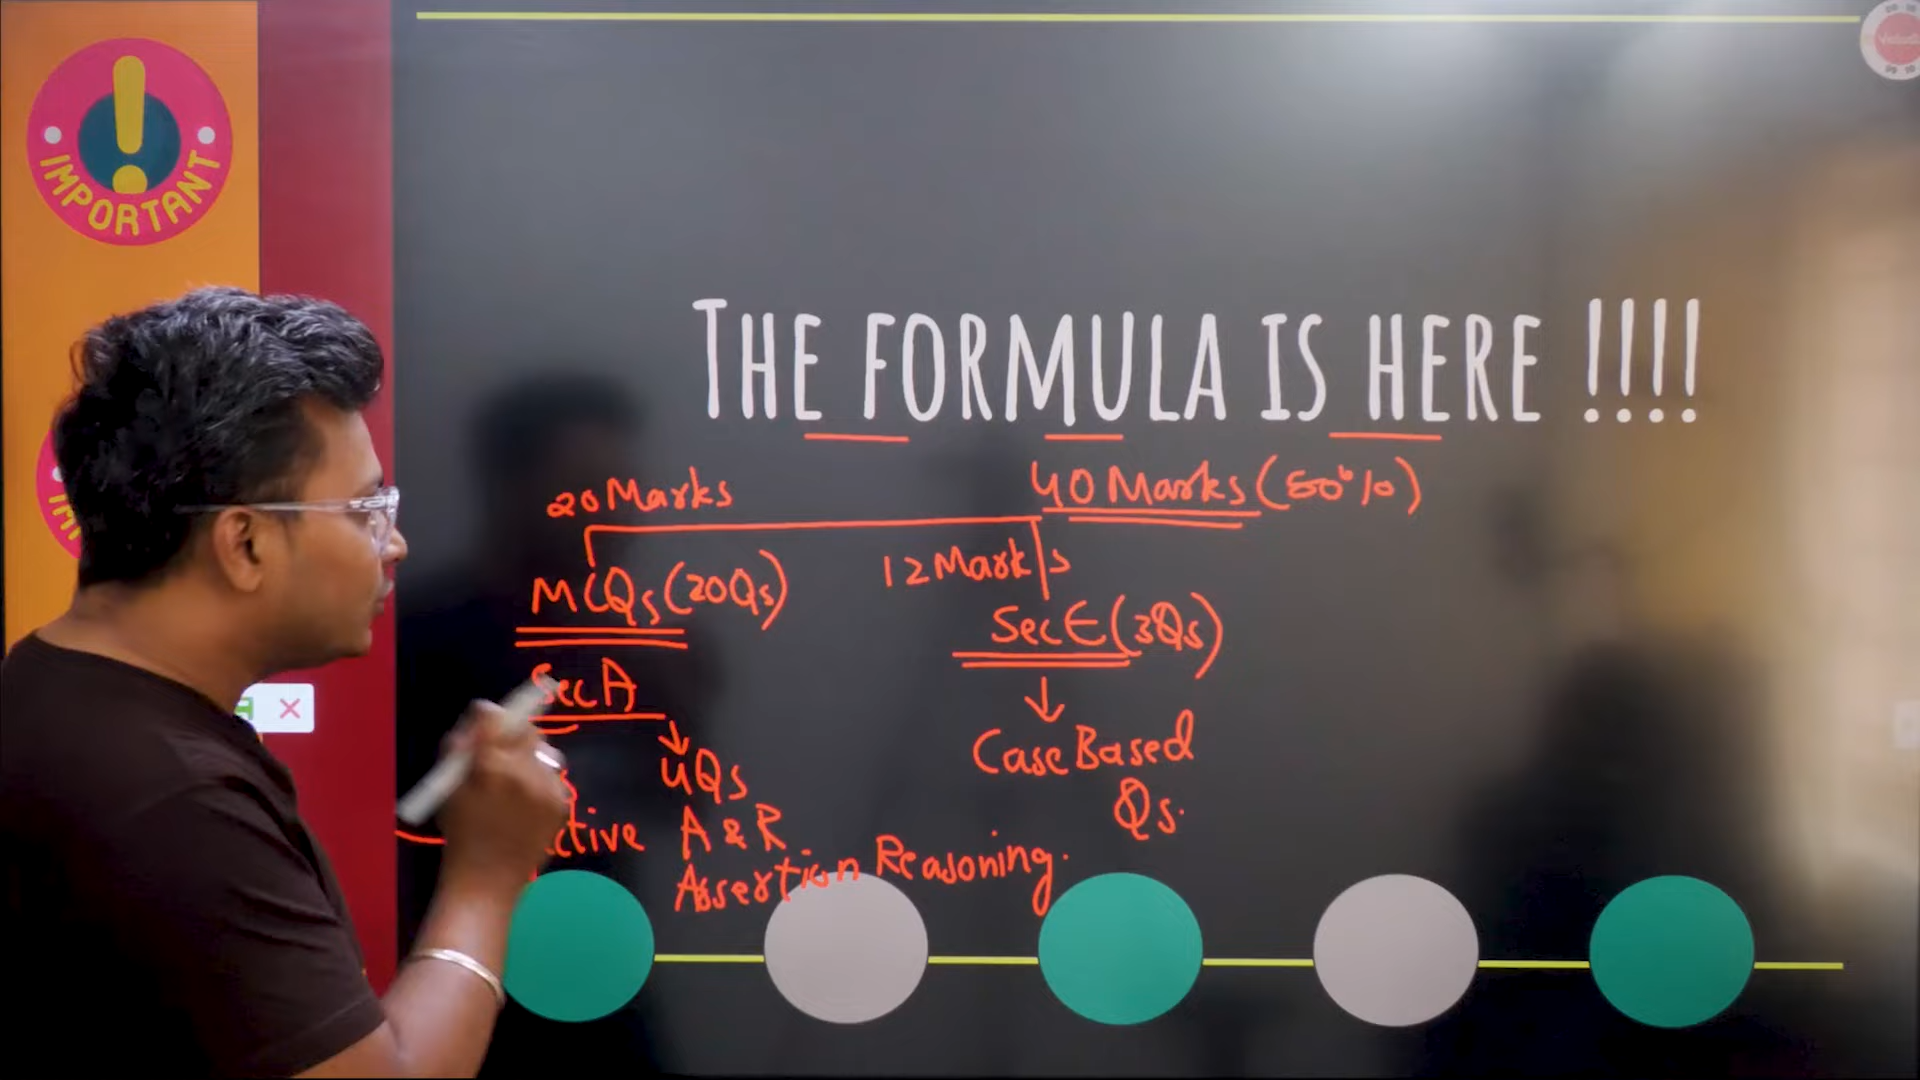 IMPORTANT
THE FORMULA IS HERE !!!!
20 Marks
40 Marks (50%)
12 Marks
MCQs (20Qs)
Sec E (3Qs)
Sec A
Case Based
Qs.
4Qs
A & R
Assertion Reasoning.